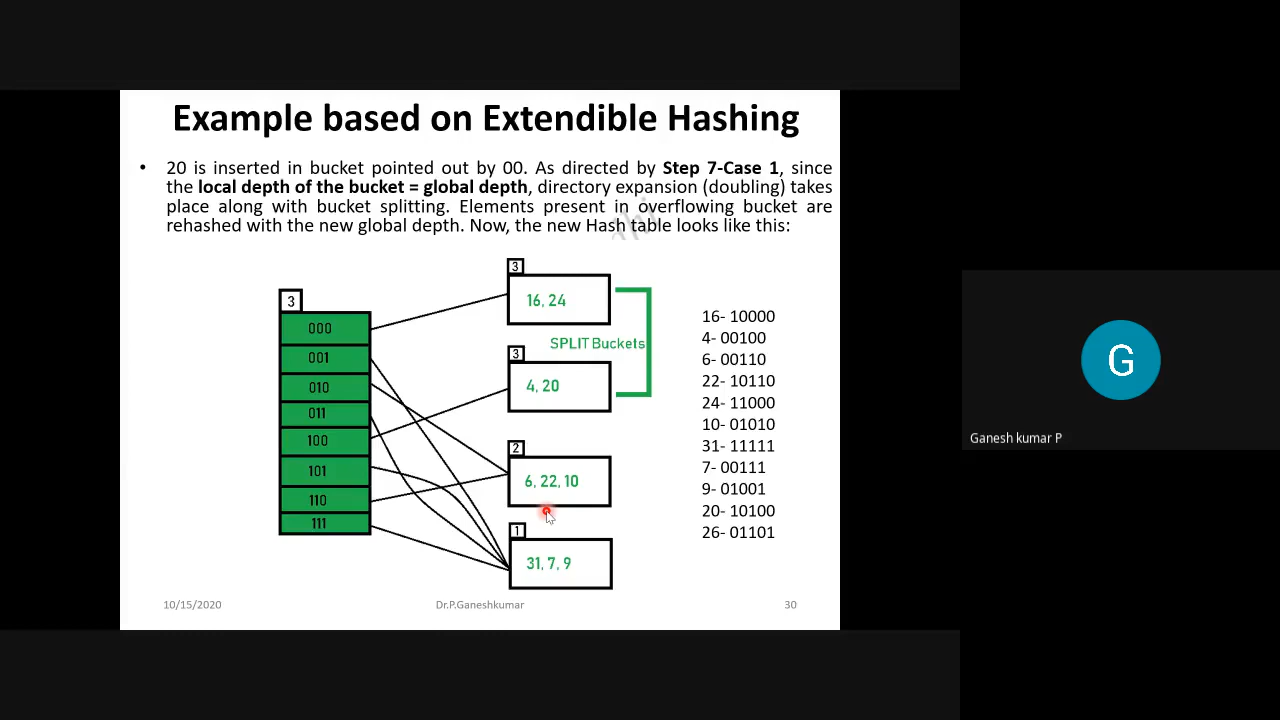 Example based on Extendible Hashing
• 20 is inserted in bucket pointed out by 00. As directed by Step 7-Case 1, since
the local depth of the bucket = global depth, directory expansion (doubling) takes
place along with bucket splitting. Elements present in overflowing bucket are
rehashed with the new global depth. Now, the new Hash table looks like this:
3
000
001
010
011
100
101
110
111
3
16, 24
SPLIT Buckets
3
4, 20
2
6, 22, 10
1
31, 7, 9
16- 10000
4- 00100
6- 00110
22- 10110
24- 11000
10- 01010
31- 11111
7- 00111
9- 01001
20- 10100
26- 01101
10/15/2020
Dr.P.Ganeshkumar
30
G
Ganesh kumar P